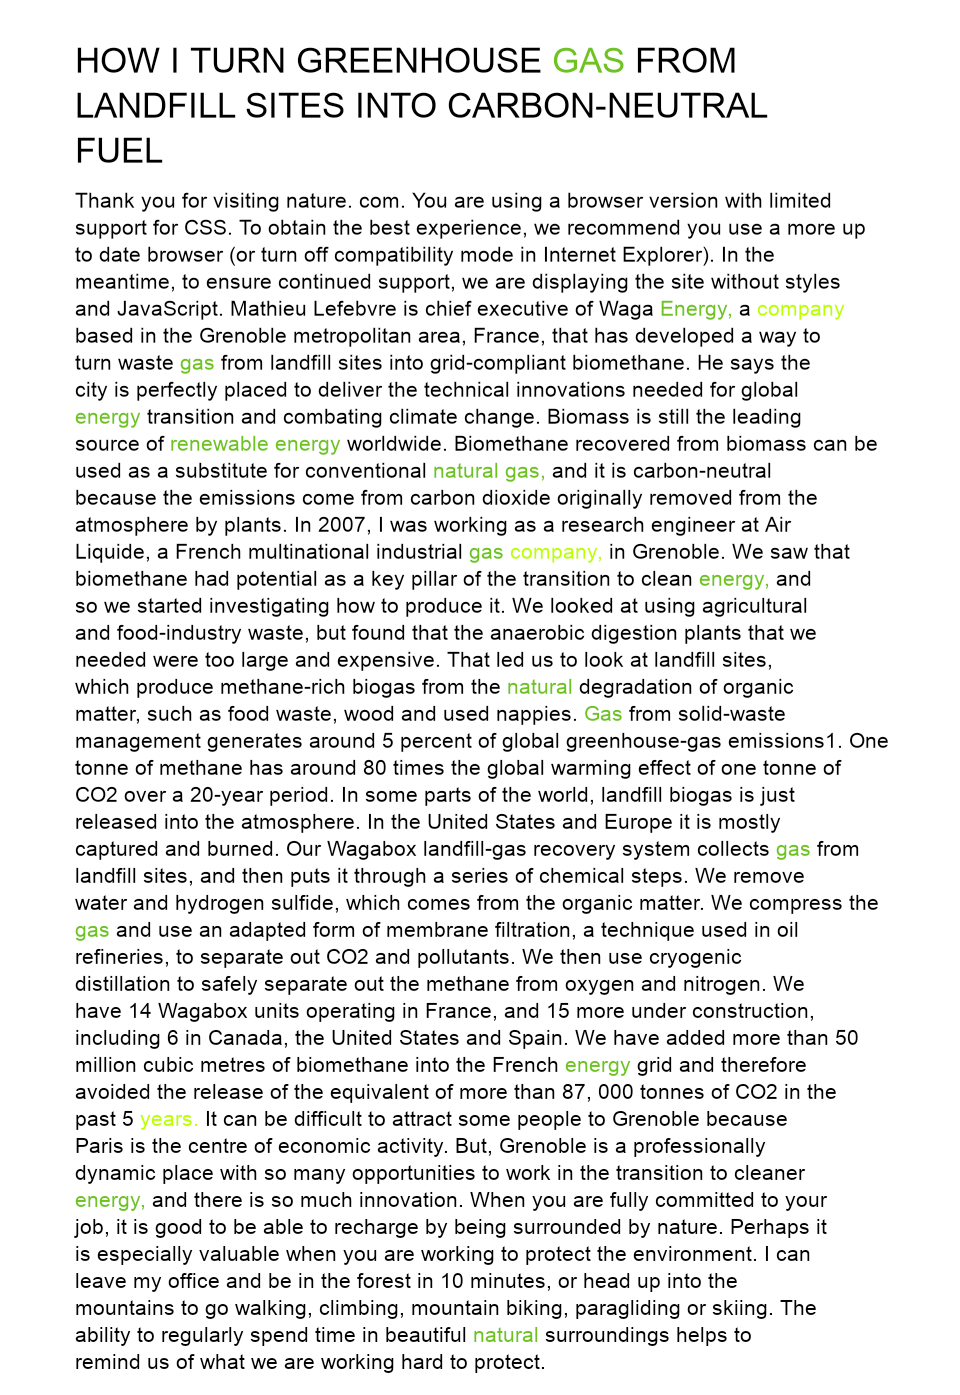 HOW I TURN GREENHOUSE GAS FROM
LANDFILL SITES INTO CARBON-NEUTRAL
FUEL
Thank you for visiting nature. com. You are using a browser version with limited
support for CSS. To obtain the best experience, we recommend you use a more up
to date browser (or turn off compatibility mode in Internet Explorer). In the
meantime, to ensure continued support, we are displaying the site without styles
and JavaScript. Mathieu Lefebvre is chief executive of Waga Energy, a company
based in the Grenoble metropolitan area, France, that has developed a way to
turn waste gas from landfill sites into grid-compliant biomethane. He says the
city is perfectly placed to deliver the technical innovations needed for global
energy transition and combating climate change. Biomass is still the leading
source of renewable energy worldwide. Biomethane recovered from biomass can be
used as a substitute for conventional natural gas, and it is carbon-neutral
because the emissions come from carbon dioxide originally removed from the
atmosphere by plants. In 2007, I was working as a research engineer at Air
Liquide, a French multinational industrial gas company, in Grenoble. We saw that
biomethane had potential as a key pillar of the transition to clean energy, and
so we started investigating how to produce it. We looked at using agricultural
and food-industry waste, but found that the anaerobic digestion plants that we
needed were too large and expensive. That led us to look at landfill sites,
which produce methane-rich biogas from the natural degradation of organic
matter, such as food waste, wood and used nappies. Gas from solid-waste
management generates around 5 percent of global greenhouse-gas emissions1. One
tonne of methane has around 80 times the global warming effect of one tonne of
CO2 over a 20-year period. In some parts of the world, landfill biogas is just
released into the atmosphere. In the United States and Europe it is mostly
captured and burned. Our Wagabox landfill-gas recovery system collects gas from
landfill sites, and then puts it through a series of chemical steps. We remove
water and hydrogen sulfide, which comes from the organic matter. We compress the
gas and use an adapted form of membrane filtration, a technique used in oil
refineries, to separate out CO2 and pollutants. We then use cryogenic
distillation to safely separate out the methane from oxygen and nitrogen. We
have 14 Wagabox units operating in France, and 15 more under construction,
including 6 in Canada, the United States and Spain. We have added more than 50
million cubic metres of biomethane into the French energy grid and therefore
avoided the release of the equivalent of more than 87, 000 tonnes of CO2 in the
past 5 years. It can be difficult to attract some people to Grenoble because
Paris is the centre of economic activity. But, Grenoble is a professionally
dynamic place with so many opportunities to work in the transition to cleaner
energy, and there is so much innovation. When you are fully committed to your
job, it is good to be able to recharge by being surrounded by nature. Perhaps it
is especially valuable when you are working to protect the environment. I can
leave my office and be in the forest in 10 minutes, or head up into the
mountains to go walking, climbing, mountain biking, paragliding or skiing. The
ability to regularly spend time in beautiful natural surroundings helps to
remind us of what we are working hard to protect.